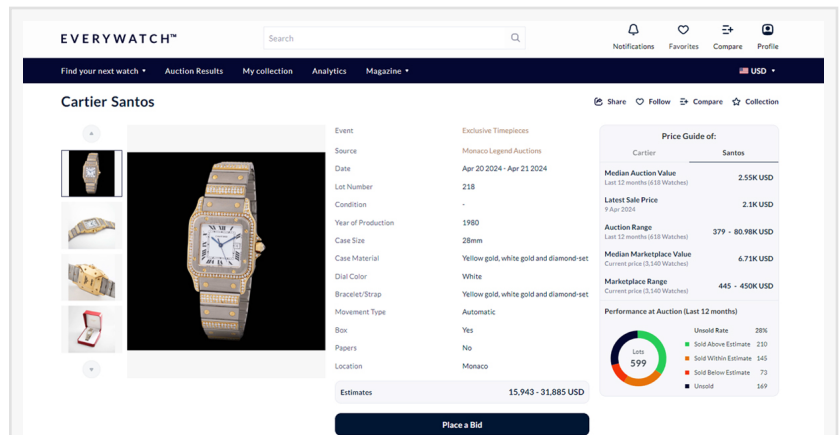 EVERYWATCH™
Search
Notifications Favorites Compare Profile
Find your next watch Auction Results My collection Analytics Magazine USD
Cartier Santos
Share Follow Compare Collection
Event Exclusive Timepieces
Source Monaco Legend Auctions
Date Apr 20 2024 - Apr 21 2024
Lot Number 218
Condition -
Year of Production 1980
Case Size 28mm
Case Material Yellow gold, white gold and diamond-set
Dial Color White
Bracelet/Strap Yellow gold, white gold and diamond-set
Movement Type Automatic
Box Yes
Papers No
Location Monaco
Estimates 15,943 - 31,885 USD
Place a Bid
Price Guide of:
Cartier Santos
Median Auction Value 2.55K USD
Last 12 months (618 Watches)
Latest Sale Price 2.1K USD
9 Apr 2024
Auction Range 379 - 80.98K USD
Last 12 months (618 Watches)
Median Marketplace Value 6.71K USD
Current price (3,140 Watches)
Marketplace Range 445 - 450K USD
Current price (3,140 Watches)
Performance at Auction (Last 12 months)
Lots
599
Unsold Rate 28%
Sold Above Estimate 210
Sold Within Estimate 145
Sold Below Estimate 73
Unsold 169